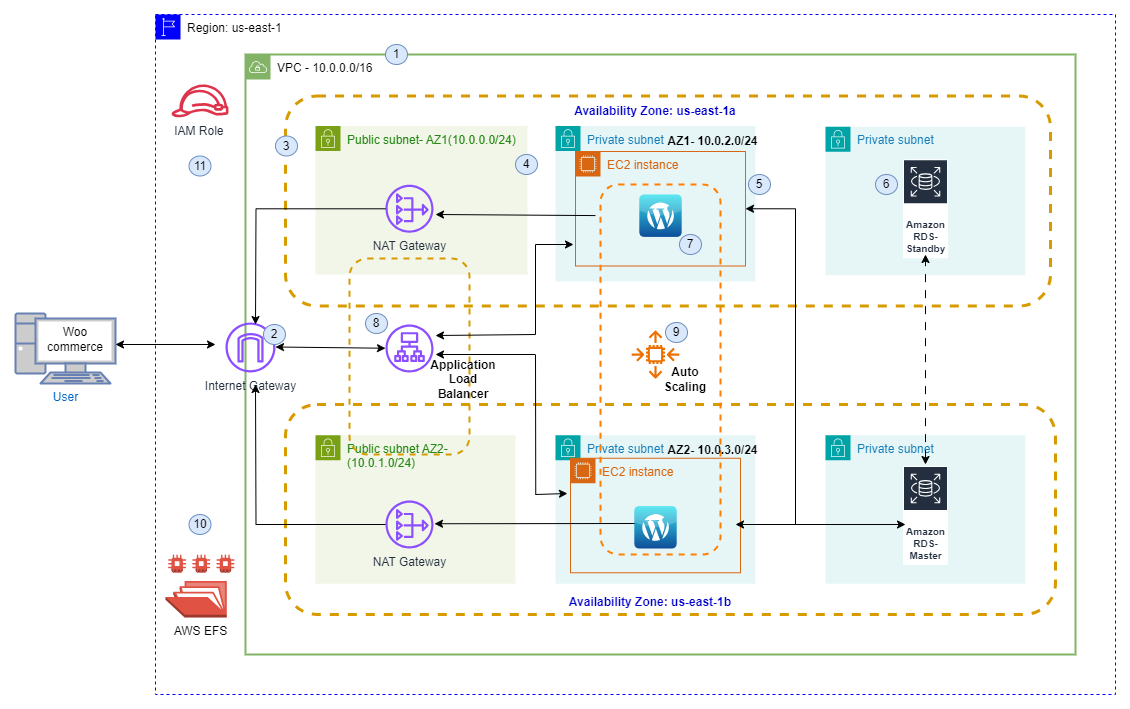 Region: us-east-1
1
VPC - 10.0.0.0/16
IAM Role
11
Availability Zone: us-east-1a
3
Public subnet- AZ1(10.0.0.0/24)
4
NAT Gateway
Private subnet AZ1- 10.0.2.0/24
EC2 instance
5
7
Private subnet
6
Amazon
RDS-
Standby
Woo
commerce
User
2
Internet Gateway
8
Application
Load
Balancer
9
Auto
Scaling
Public subnet AZ2-
(10.0.1.0/24)
NAT Gateway
Private subnet AZ2- 10.0.3.0/24
EC2 instance
Private subnet
Amazon
RDS-
Master
10
AWS EFS
Availability Zone: us-east-1b